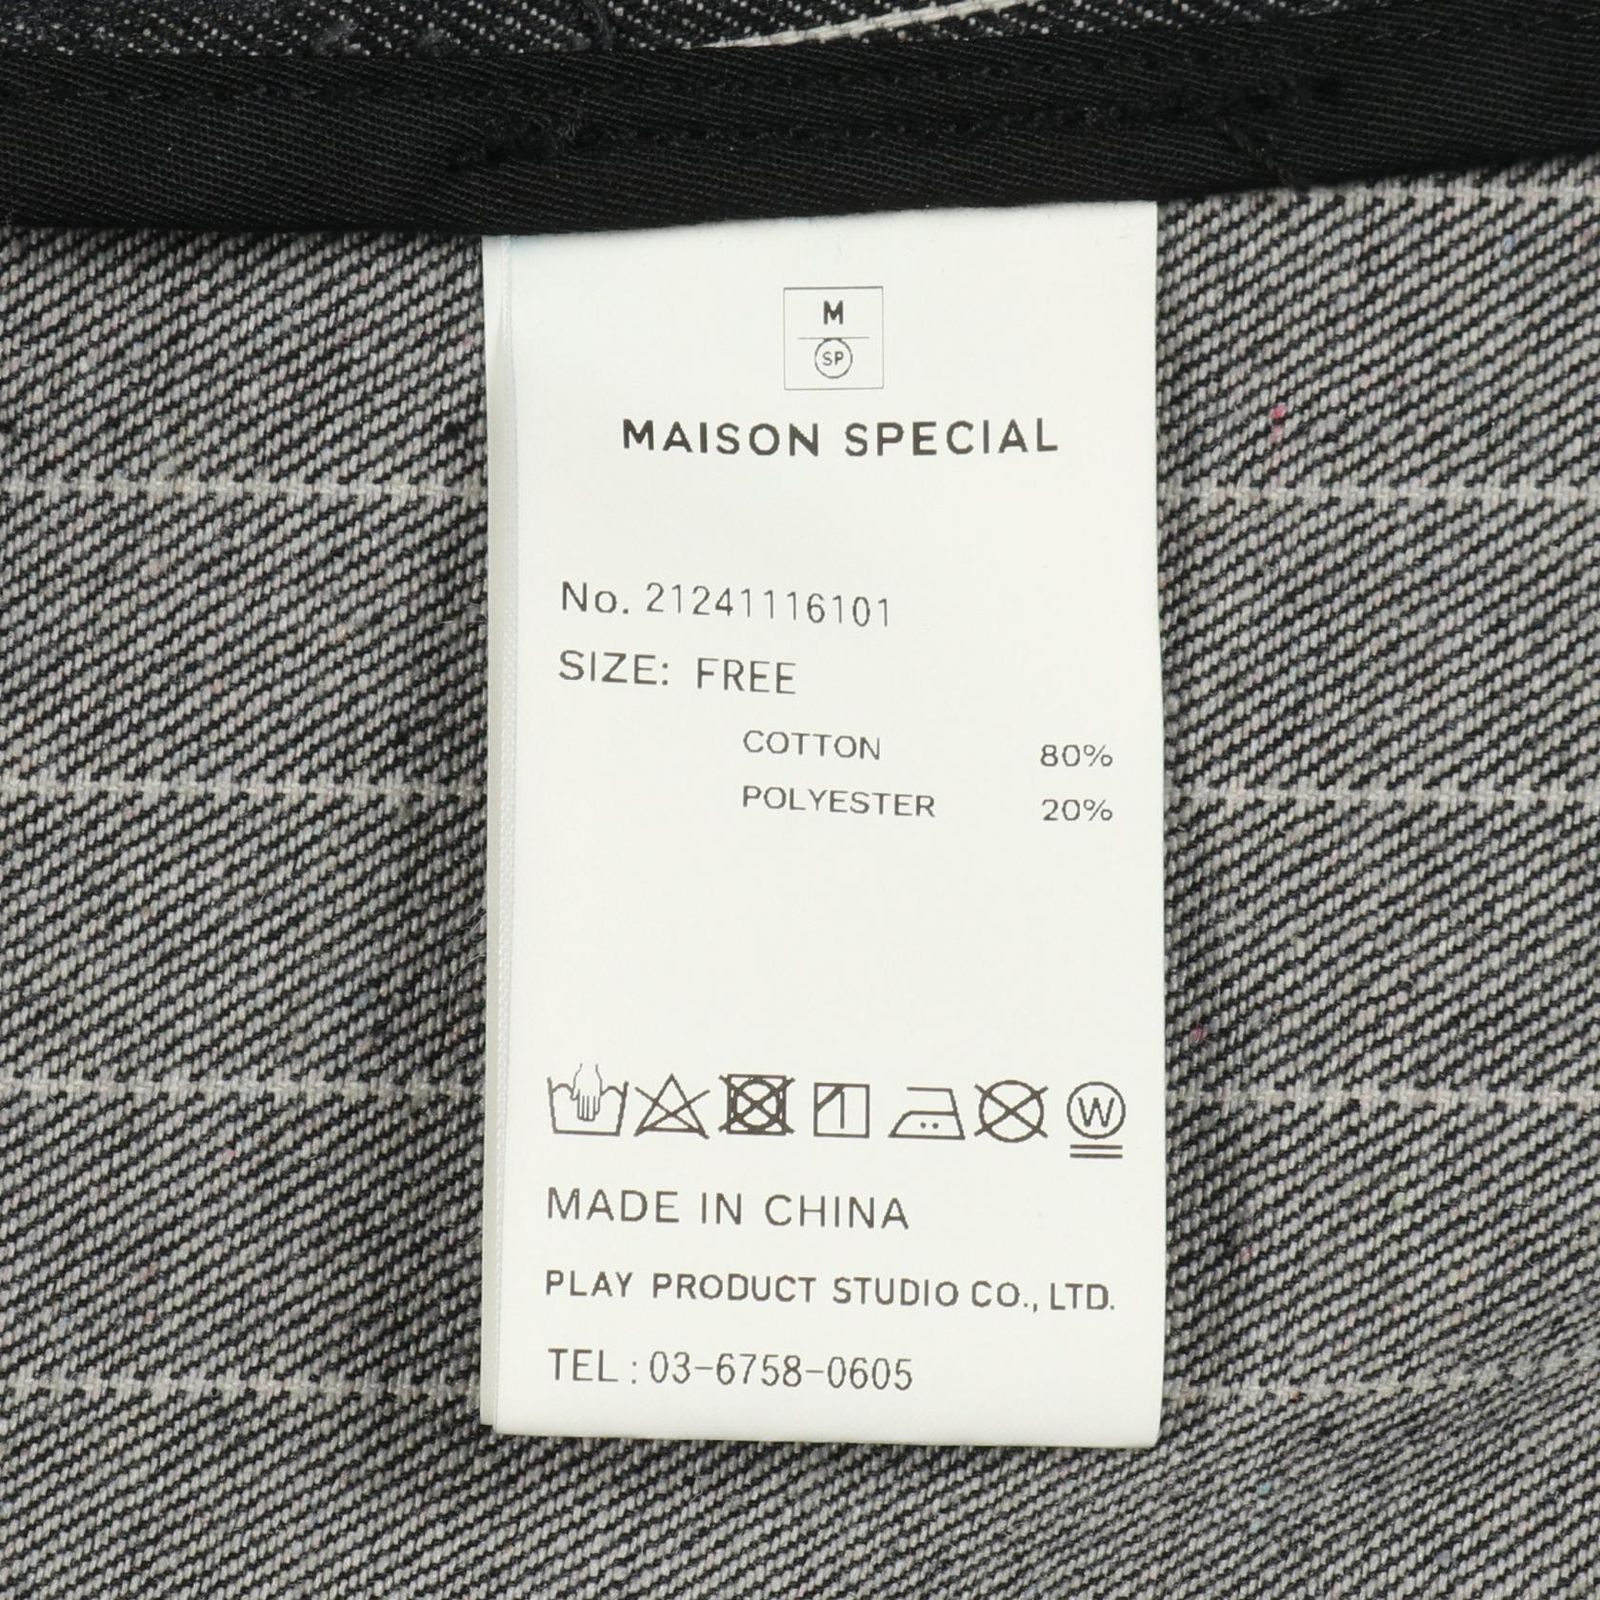 M
SP
MAISON SPECIAL
No. 21241116101
SIZE: FREE
COTTON 80%
POLYESTER 20%
W
MADE IN CHINA
PLAY PRODUCT STUDIO CO., LTD.
TEL : 03-6758-0605